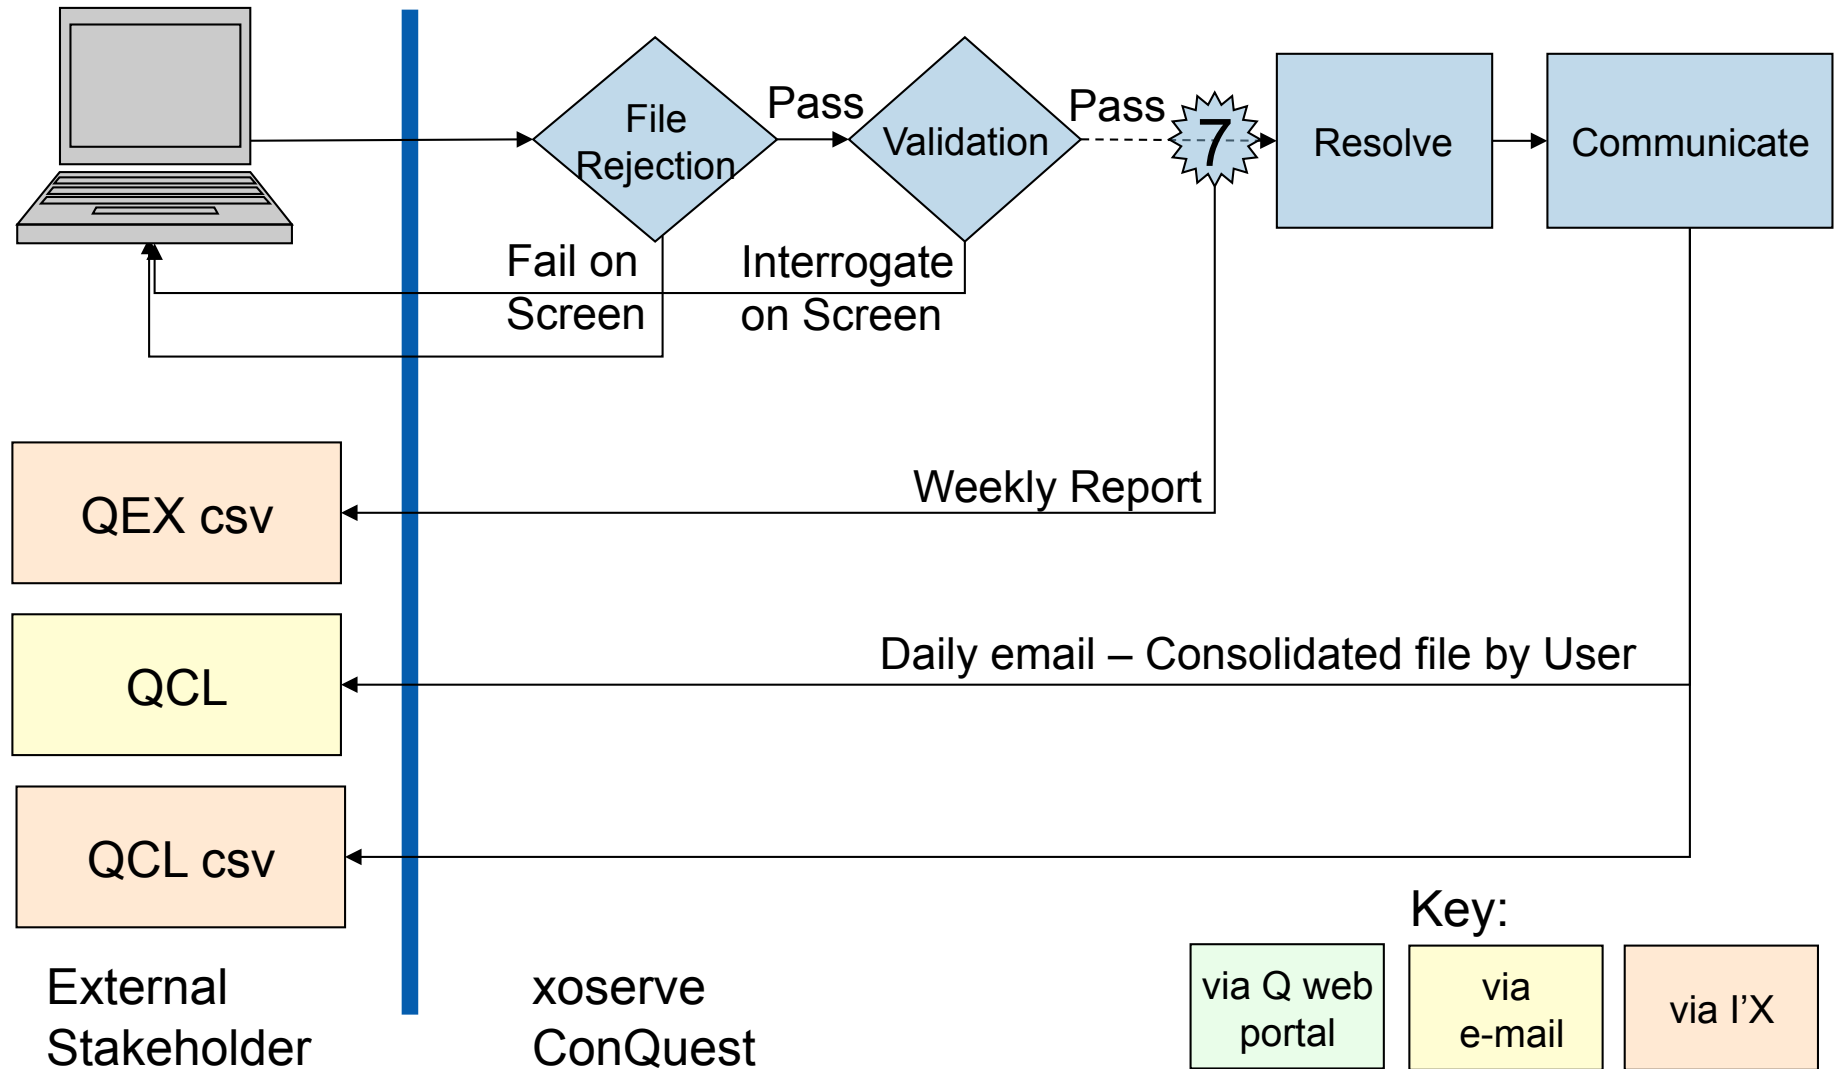 File
Rejection
Pass
Validation
Pass
7
Resolve
Communicate
Fail on
Screen
Interrogate
on Screen
Weekly Report
QEX csv
Daily email – Consolidated file by User
QCL
QCL csv
Key:
via Q web
portal
via
e-mail
via I’X
External
Stakeholder
xoserve
ConQuest